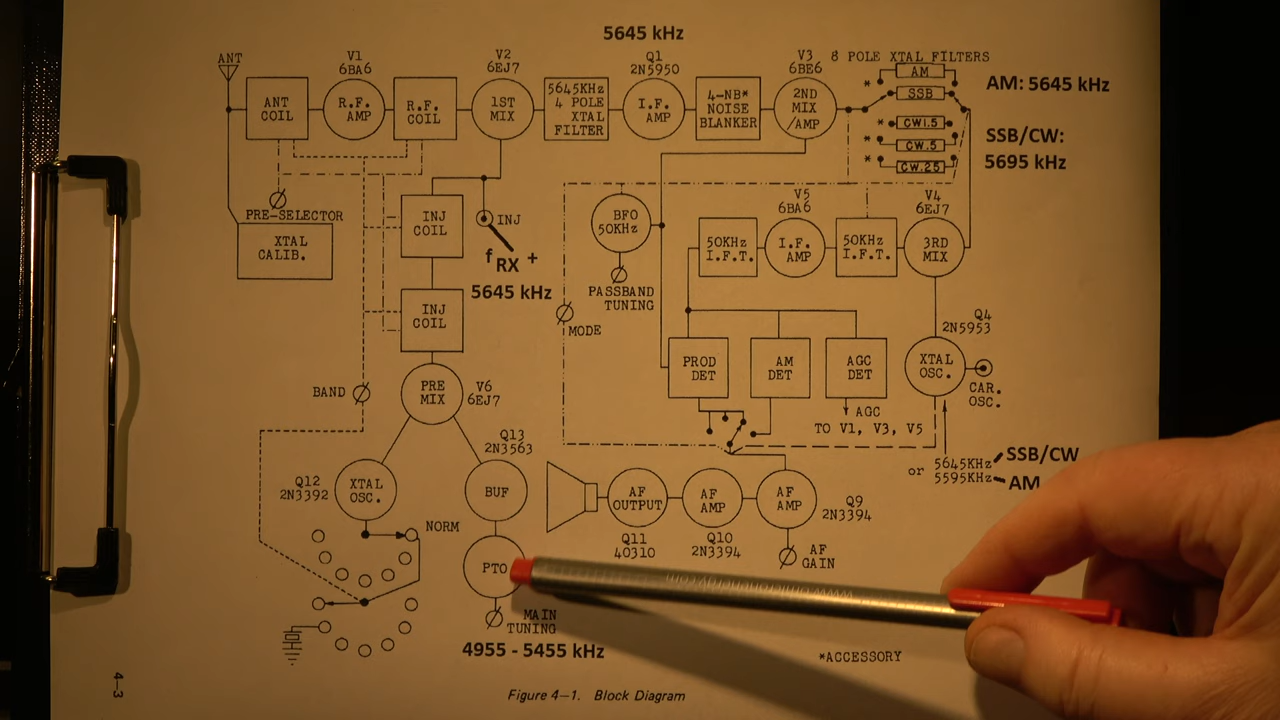 5645 kHz
ANT
V1
6BA6
V2
6EJ7
Q1
2N5950
V3
6BE6
8 POLE XTAL FILTERS
ANT
COIL
R.F.
AMP
R.F.
COIL
1ST
MIX
5645KHz
4 POLE
XTAL
FILTER
I.F.
AMP
4-NB*
NOISE
BLANKER
2ND
MIX
/AMP
* AM
SSB
* CW1.5
* CW.5
* CW.25
AM: 5645 kHz
SSB/CW:
5695 kHz
PRE-SELECTOR
XTAL
CALIB.
INJ
COIL
INJ
fRX +
5645 kHz
INJ
COIL
BFO
50KHz
PASSBAND
TUNING
MODE
50KHz
I.F.T.
V5
6BA6
I.F.
AMP
50KHz
I.F.T.
V4
6EJ7
3RD
MIX
Q4
2N5953
PROD
DET
AM
DET
AGC
DET
XTAL
OSC.
CAR.
OSC.
AGC
TO V1, V3, V5
BAND
PRE
MIX
V6
6EJ7
Q13
2N3563
Q12
2N3392
XTAL
OSC.
BUF
NORM
AF
OUTPUT
Q11
40310
AF
AMP
Q10
2N3394
AF
AMP
Q9
2N3394
AF
GAIN
or 5645KHz SSB/CW
5595KHz AM
PTO
MAIN
TUNING
4955 - 5455 kHz
*ACCESSORY
4-3
Figure 4-1. Block Diagram